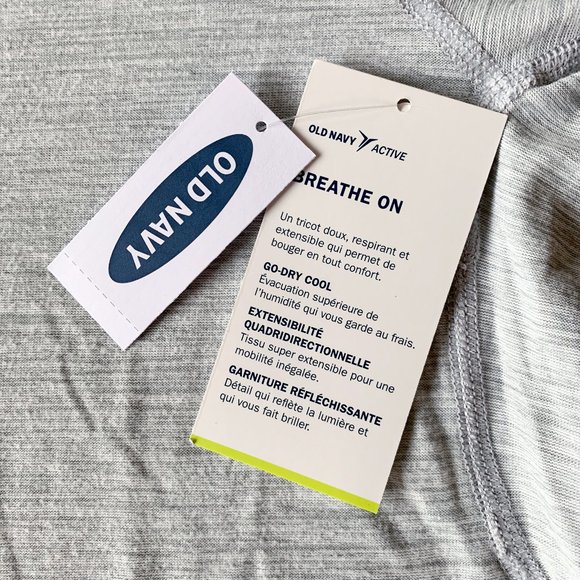 OLD NAVY
OLD NAVY ACTIVE
BREATHE ON
Un tricot doux, respirant et
extensible qui permet de
bouger en tout confort.
GO-DRY COOL
Évacuation supérieure de
l'humidité qui vous garde au frais.
EXTENSIBILITÉ
QUADRIDIRECTIONNELLE
Tissu super extensible pour une
mobilité inégalée.
GARNITURE RÉFLÉCHISSANTE
Détail qui reflète la lumière et
qui vous fait briller.